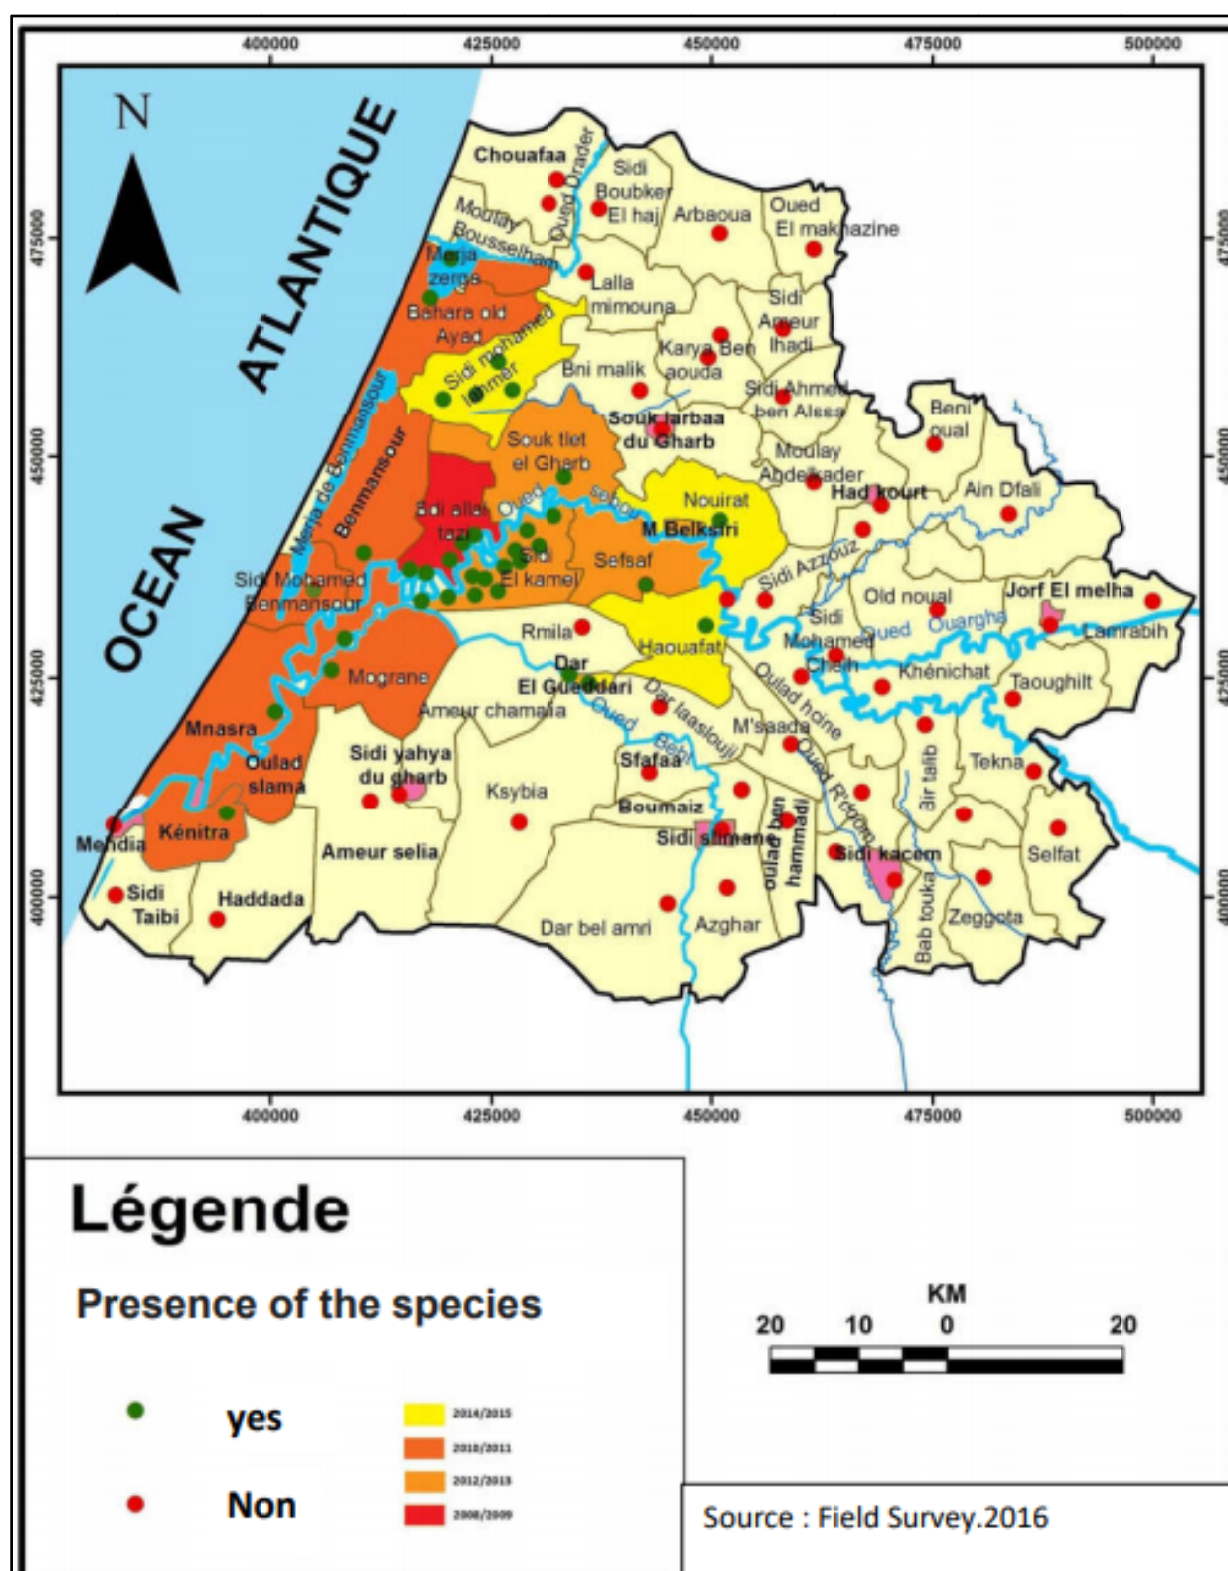 400000
425000
450000
475000
500000
N
OCEAN
ATLANTIQUE
475000
450000
425000
400000
475000
450000
425000
400000
Chouafaa
Oued Drader
Sidi
Boubker
El haj
Arbaoua
Oued
El makhazine
Moulay
Bousselham
Merja
zerga
Lalla
mimouna
Sidi
Ameur
lhadi
Bahara old
Ayad
Sidi mohamed
lahmer
Bni malik
Karya Ben
aouda
Sidi Ahmed
ben Aissa
Beni
oual
Souk larbaa
du Gharb
Souk tlet
el Gharb
Moulay
Abdelkader
Had kourt
Ain Dfali
Merja de Benmansour
Benmansour
Sidi allal
tazi
Oued
sebou
Nouirat
M Belksiri
Sidi Azzouz
Sidi
El kamel
Sefsaf
Sidi Mohamed
Benmansour
Old noual
Jorf El melha
Oued Ouargha
Lamrabih
Rmila
Haouafat
Sidi
Mohamed
Chelh
Khénichat
Taoughilt
Mograne
Dar
El Gueddari
Ameur chamalia
Oued
Beht
Dar laaslouji
Oulad hcine
M'saada
Mnasra
Oulad
slama
Sidi yahya
du gharb
Ksybia
Sfafaa
Boumaiz
Oued R'dom
Bir talib
Tekna
Kénitra
Mehdia
Ameur selia
Sidi slimane
oulad ben
hammadi
Sidi kacem
Selfat
Sidi
Taibi
Haddada
Dar bel amri
Azghar
Bab touka
Zeggota
400000
425000
450000
475000
500000
Légende
Presence of the species
yes
Non
2014/2015
2010/2011
2012/2013
2008/2009
KM
20
10
0
20
Source : Field Survey.2016